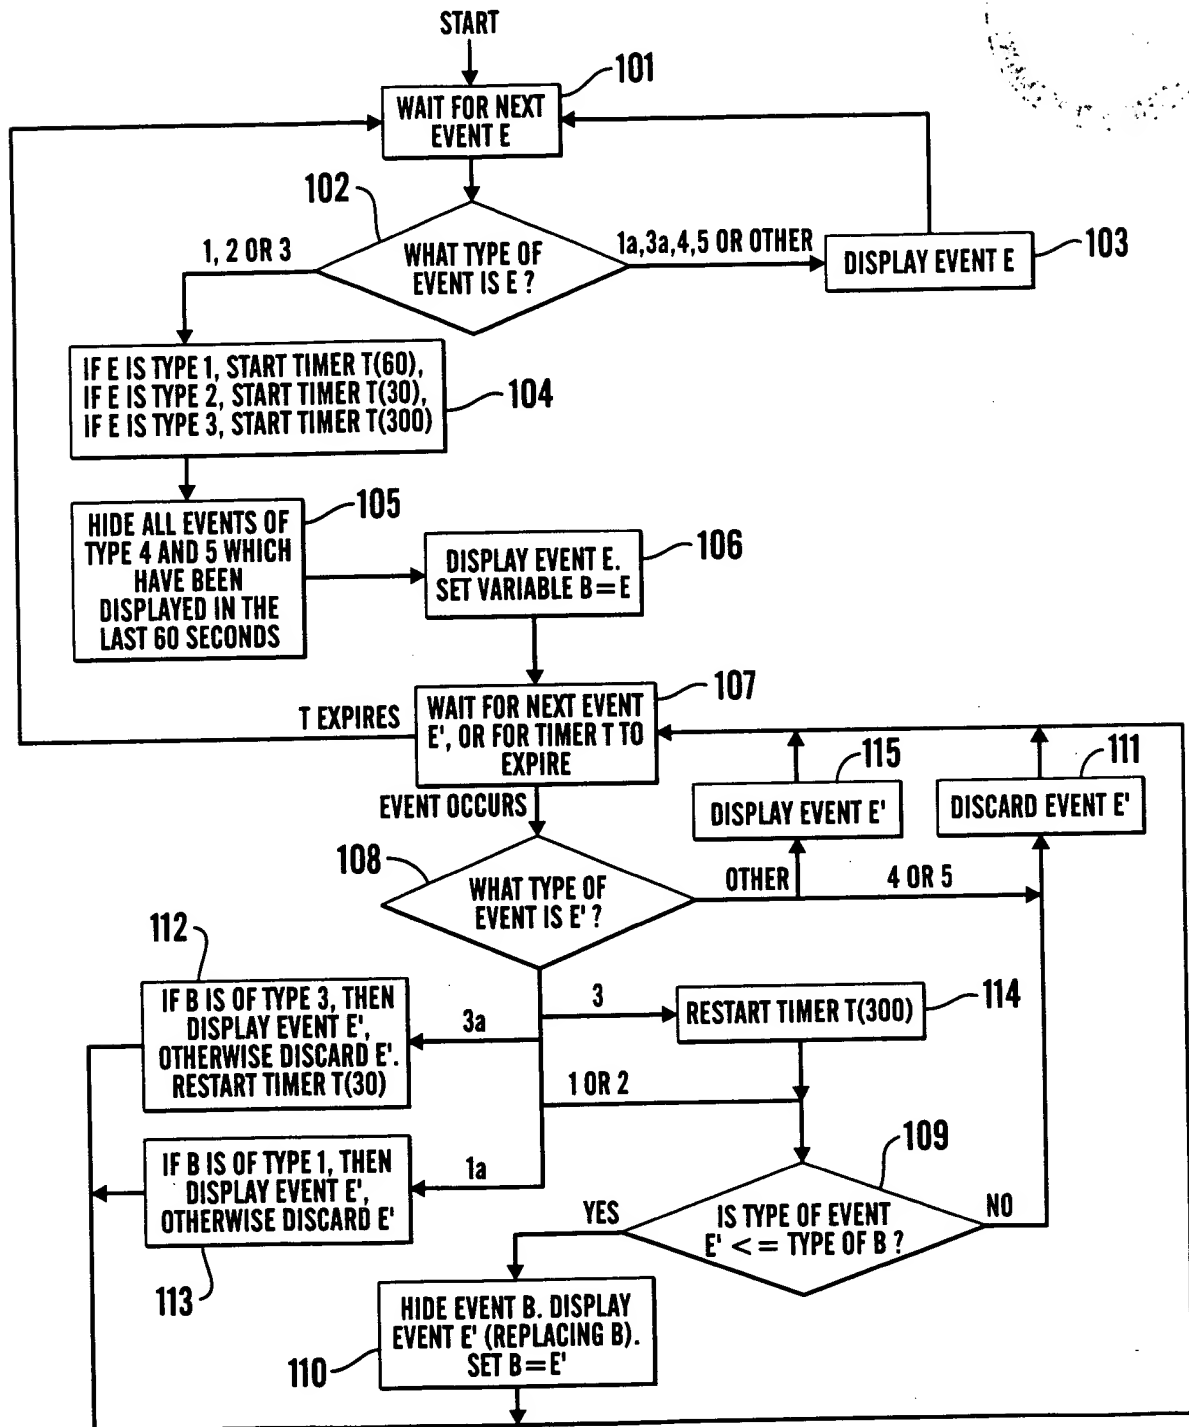 START
101
WAIT FOR NEXT
EVENT E
102
WHAT TYPE OF
EVENT IS E ?
1, 2 OR 3
1a,3a,4,5 OR OTHER
DISPLAY EVENT E
103
IF E IS TYPE 1, START TIMER T(60),
IF E IS TYPE 2, START TIMER T(30),
IF E IS TYPE 3, START TIMER T(300)
104
105
HIDE ALL EVENTS OF
TYPE 4 AND 5 WHICH
HAVE BEEN
DISPLAYED IN THE
LAST 60 SECONDS
DISPLAY EVENT E.
SET VARIABLE B = E
106
107
T EXPIRES
WAIT FOR NEXT EVENT
E', OR FOR TIMER T TO
EXPIRE
EVENT OCCURS
115
DISPLAY EVENT E'
111
DISCARD EVENT E'
108
WHAT TYPE OF
EVENT IS E' ?
OTHER
4 OR 5
112
IF B IS OF TYPE 3, THEN
DISPLAY EVENT E',
OTHERWISE DISCARD E'.
RESTART TIMER T(30)
3a
3
RESTART TIMER T(300)
114
1 OR 2
IF B IS OF TYPE 1, THEN
DISPLAY EVENT E',
OTHERWISE DISCARD E'
1a
113
109
IS TYPE OF EVENT
E' < = TYPE OF B ?
YES
NO
HIDE EVENT B. DISPLAY
EVENT E' (REPLACING B).
SET B = E'
110